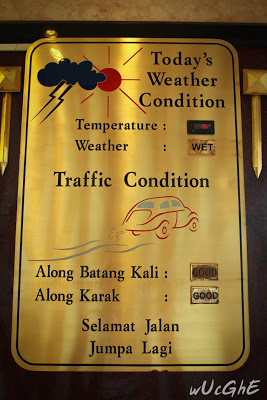 Today's
Weather
Condition
Temperature :
Weather : WET
Traffic Condition
Along Batang Kali : GOOD
Along Karak : GOOD
Selamat Jalan
Jumpa Lagi
wUcGhE